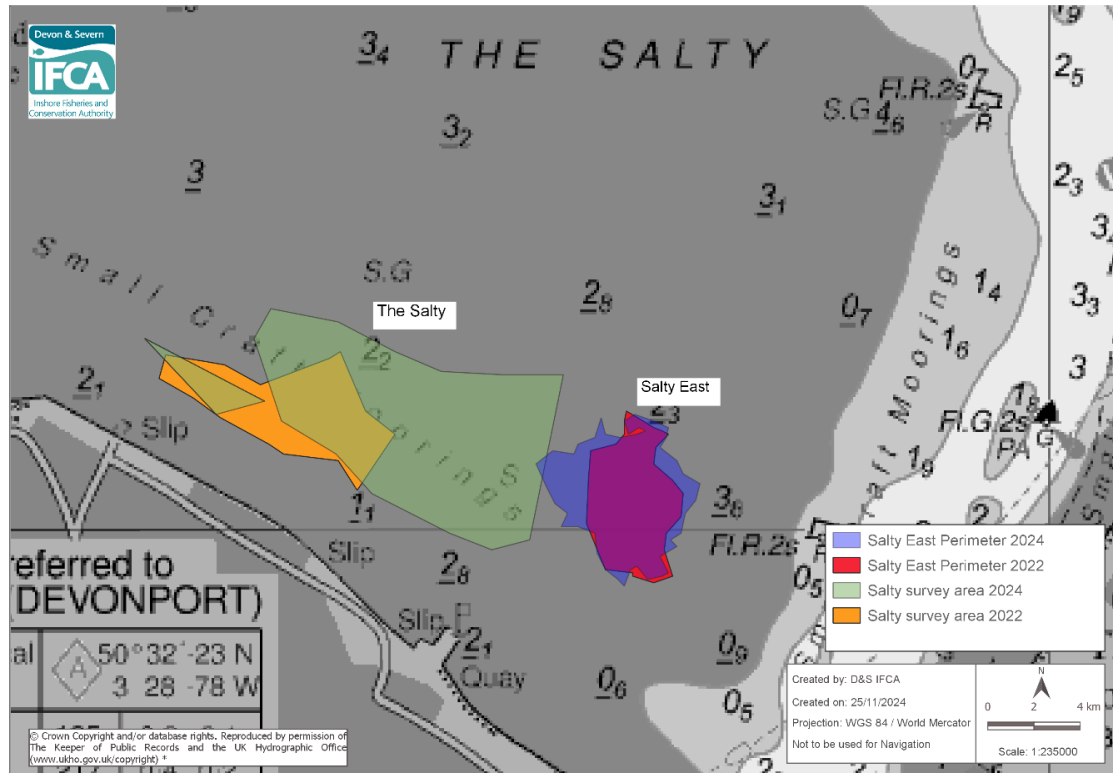 Devon & Severn
IFCA
Inshore Fisheries and
Conservation Authority
THE SALTY
3₄
3₂
3
S.G 4₆
Fl.R.2s
0₇
R
2₅
2₃
3₁
Small Craft Moorings
S.G
2₈
0₇
1₄
3₃
1₆
3
The Salty
2₂
Salty East
2₃
2₁
Slip
Fl.G.2s
1₈
PA
G
1₉
1₁
S
3₈
2
Fl.R.2s
Slip
2₈
0₅
referred to
(DEVONPORT)
Slip
2₁
Quay
0₉
0₆
0₅
A
50°32´·23 N
3 28 ·78 W
Salty East Perimeter 2024
Salty East Perimeter 2022
Salty survey area 2024
Salty survey area 2022
Created by: D&S IFCA
Created on: 25/11/2024
Projection: WGS 84 / World Mercator
Not to be used for Navigation
N
0 2 4 km
Scale: 1:235000
© Crown Copyright and/or database rights. Reproduced by permission of
The Keeper of Public Records and the UK Hydrographic Office
(www.ukho.gov.uk/copyright) *